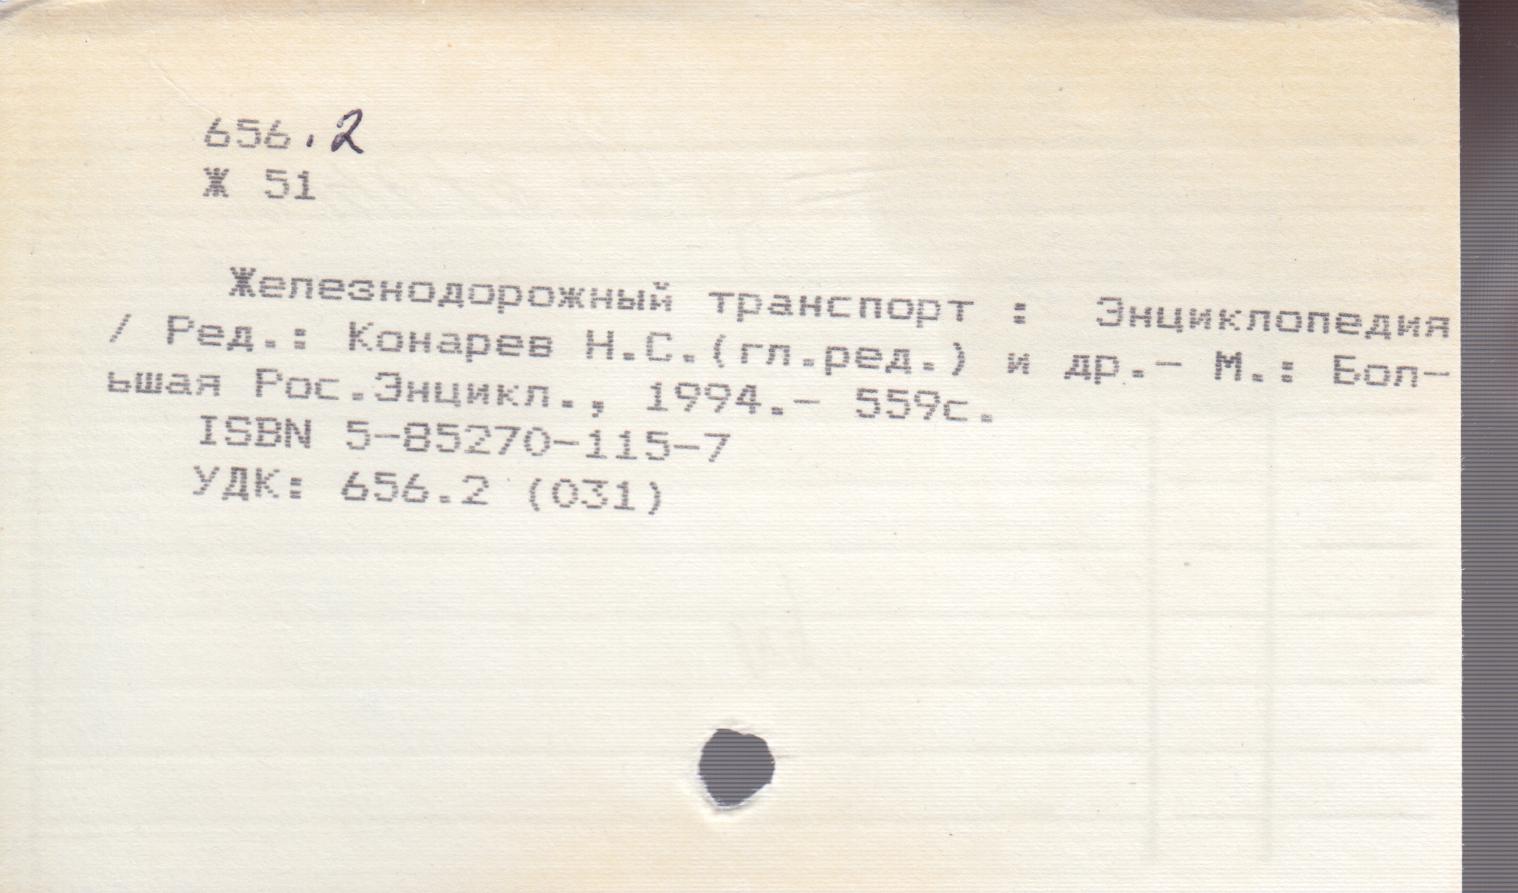 656.2
Ж 51
Железнодорожный транспорт : Энциклопедия
/ Ред.: Конарев Н.С.(гл.ред.) и др.- М.: Бол-
ьшая Рос.Энцикл., 1994.- 559с.
ISBN 5-85270-115-7
УДК: 656.2 (031)